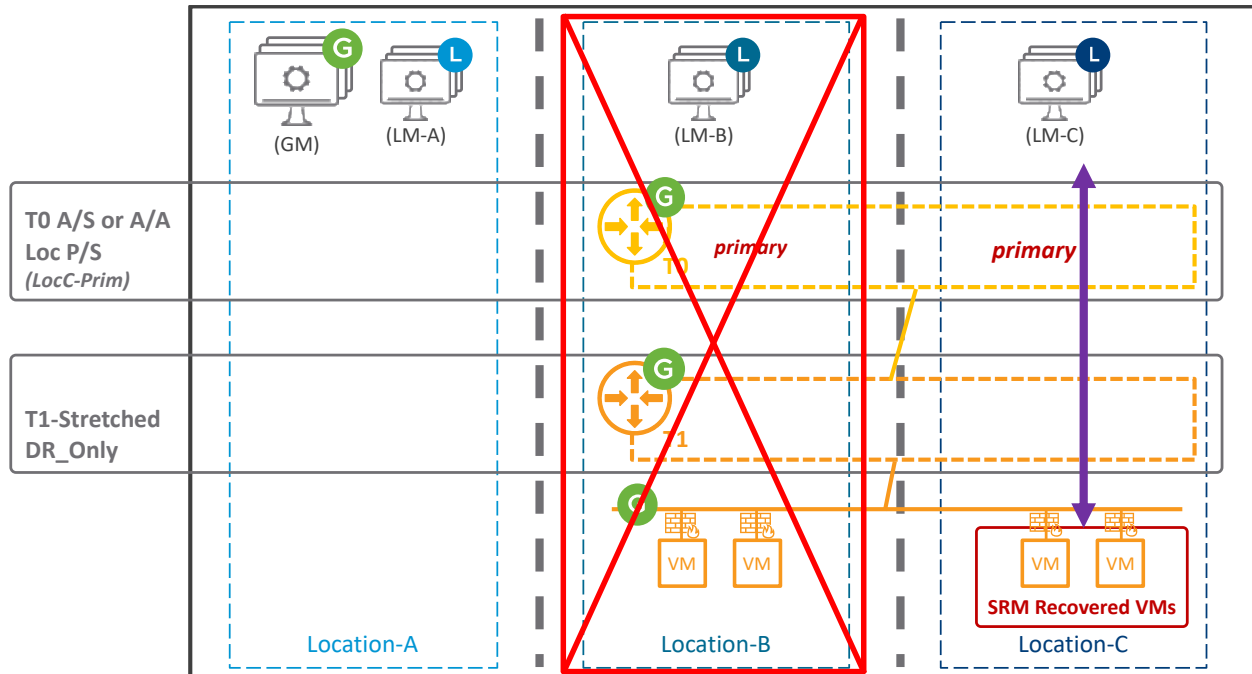 G
L
L
L
(GM)
(LM-A)
(LM-B)
(LM-C)
T0 A/S or A/A
Loc P/S
(LocC-Prim)
G
primary
primary
T0
T1-Stretched
DR_Only
G
T1
G
VM
VM
VM
VM
SRM Recovered VMs
Location-A
Location-B
Location-C